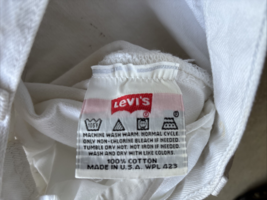 LEVI'S
MACHINE WASH WARM, NORMAL CYCLE.
ONLY NON-CHLORINE BLEACH IF NEEDED.
TUMBLE DRY. HOT IRON IF NEEDED.
WASH AND DRY WITH LIKE COLORS.
100% COTTON
MADE IN U.S.A. WPL 423